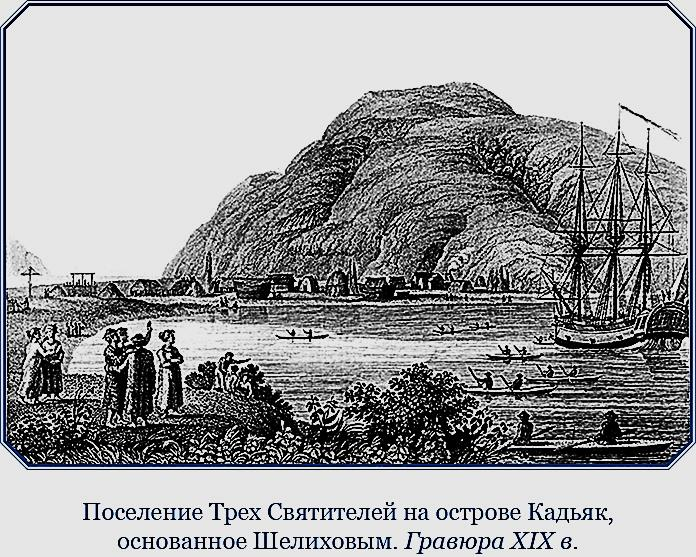 Поселение Трех Святителей на острове Кадьяк,
основанное Шелиховым. Гравюра XIX в.